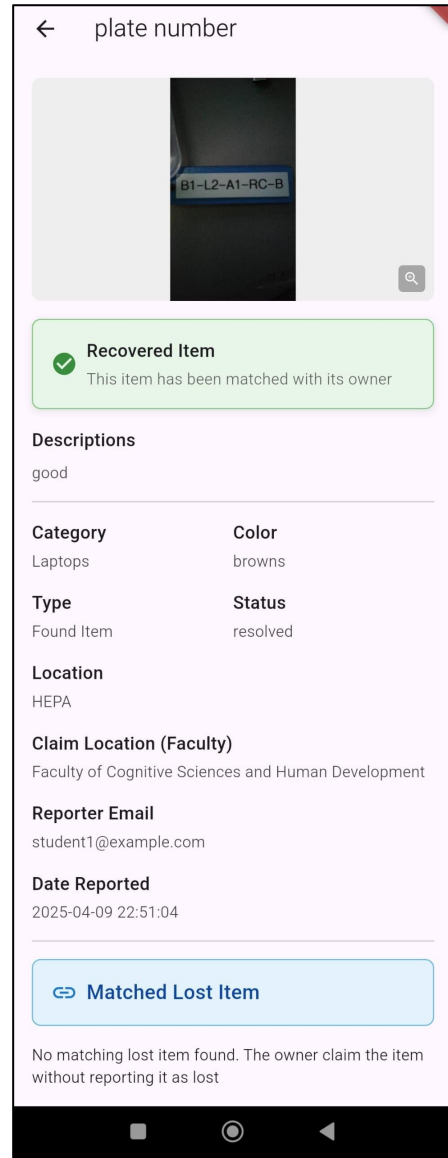 plate number
B1-L2-A1-RC-B
Recovered Item
This item has been matched with its owner
Descriptions
good
Category
Color
Laptops
browns
Type
Status
Found Item
resolved
Location
HEPA
Claim Location (Faculty)
Faculty of Cognitive Sciences and Human Development
Reporter Email
student1@example.com
Date Reported
2025-04-09 22:51:04
Matched Lost Item
No matching lost item found. The owner claim the item
without reporting it as lost